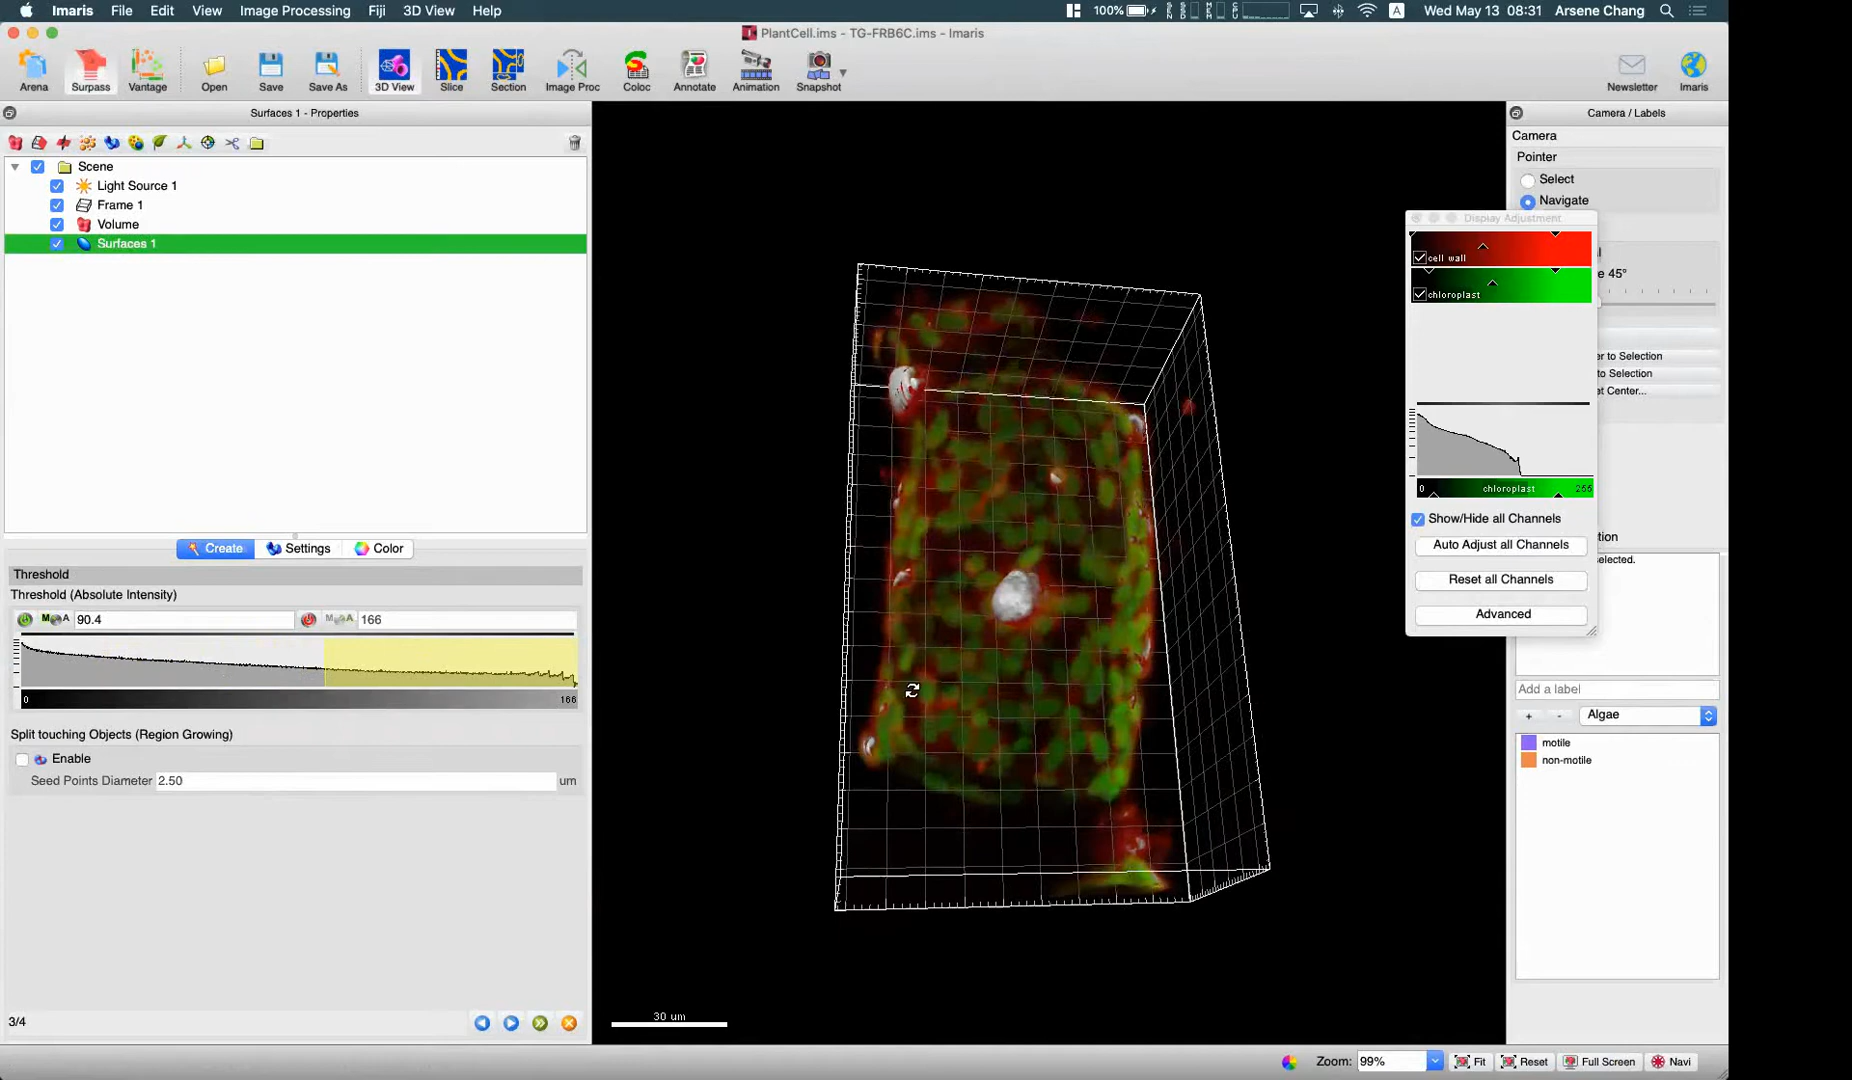 Imaris File Edit View Image Processing Fiji 3D View Help
100% A Wed May 13 08:31 Arsene Chang
PlantCell.ims - TG-FRB6C.ims - Imaris
Arena Surpass Vantage Open Save Save As 3D View Slice Section Image Proc Coloc Annotate Animation Snapshot Newsletter Imaris
Surfaces 1 - Properties
Scene
Light Source 1
Frame 1
Volume
Surfaces 1
Create Settings Color
Threshold
Threshold (Absolute Intensity)
M A 90.4 M A 166
0 166
Split touching Objects (Region Growing)
Enable
Seed Points Diameter 2.50 um
3/4
30 um
Camera / Labels
Camera
Pointer
Select
Navigate
Display Adjustment
cell wall
chloroplast
e 45°
er to Selection
to Selection
et Center...
0 chloroplast 255
Show/Hide all Channels
Auto Adjust all Channels
Reset all Channels
Advanced
tion
selected.
Add a label
+ - Algae
motile
non-motile
Zoom: 99% Fit Reset Full Screen Navi